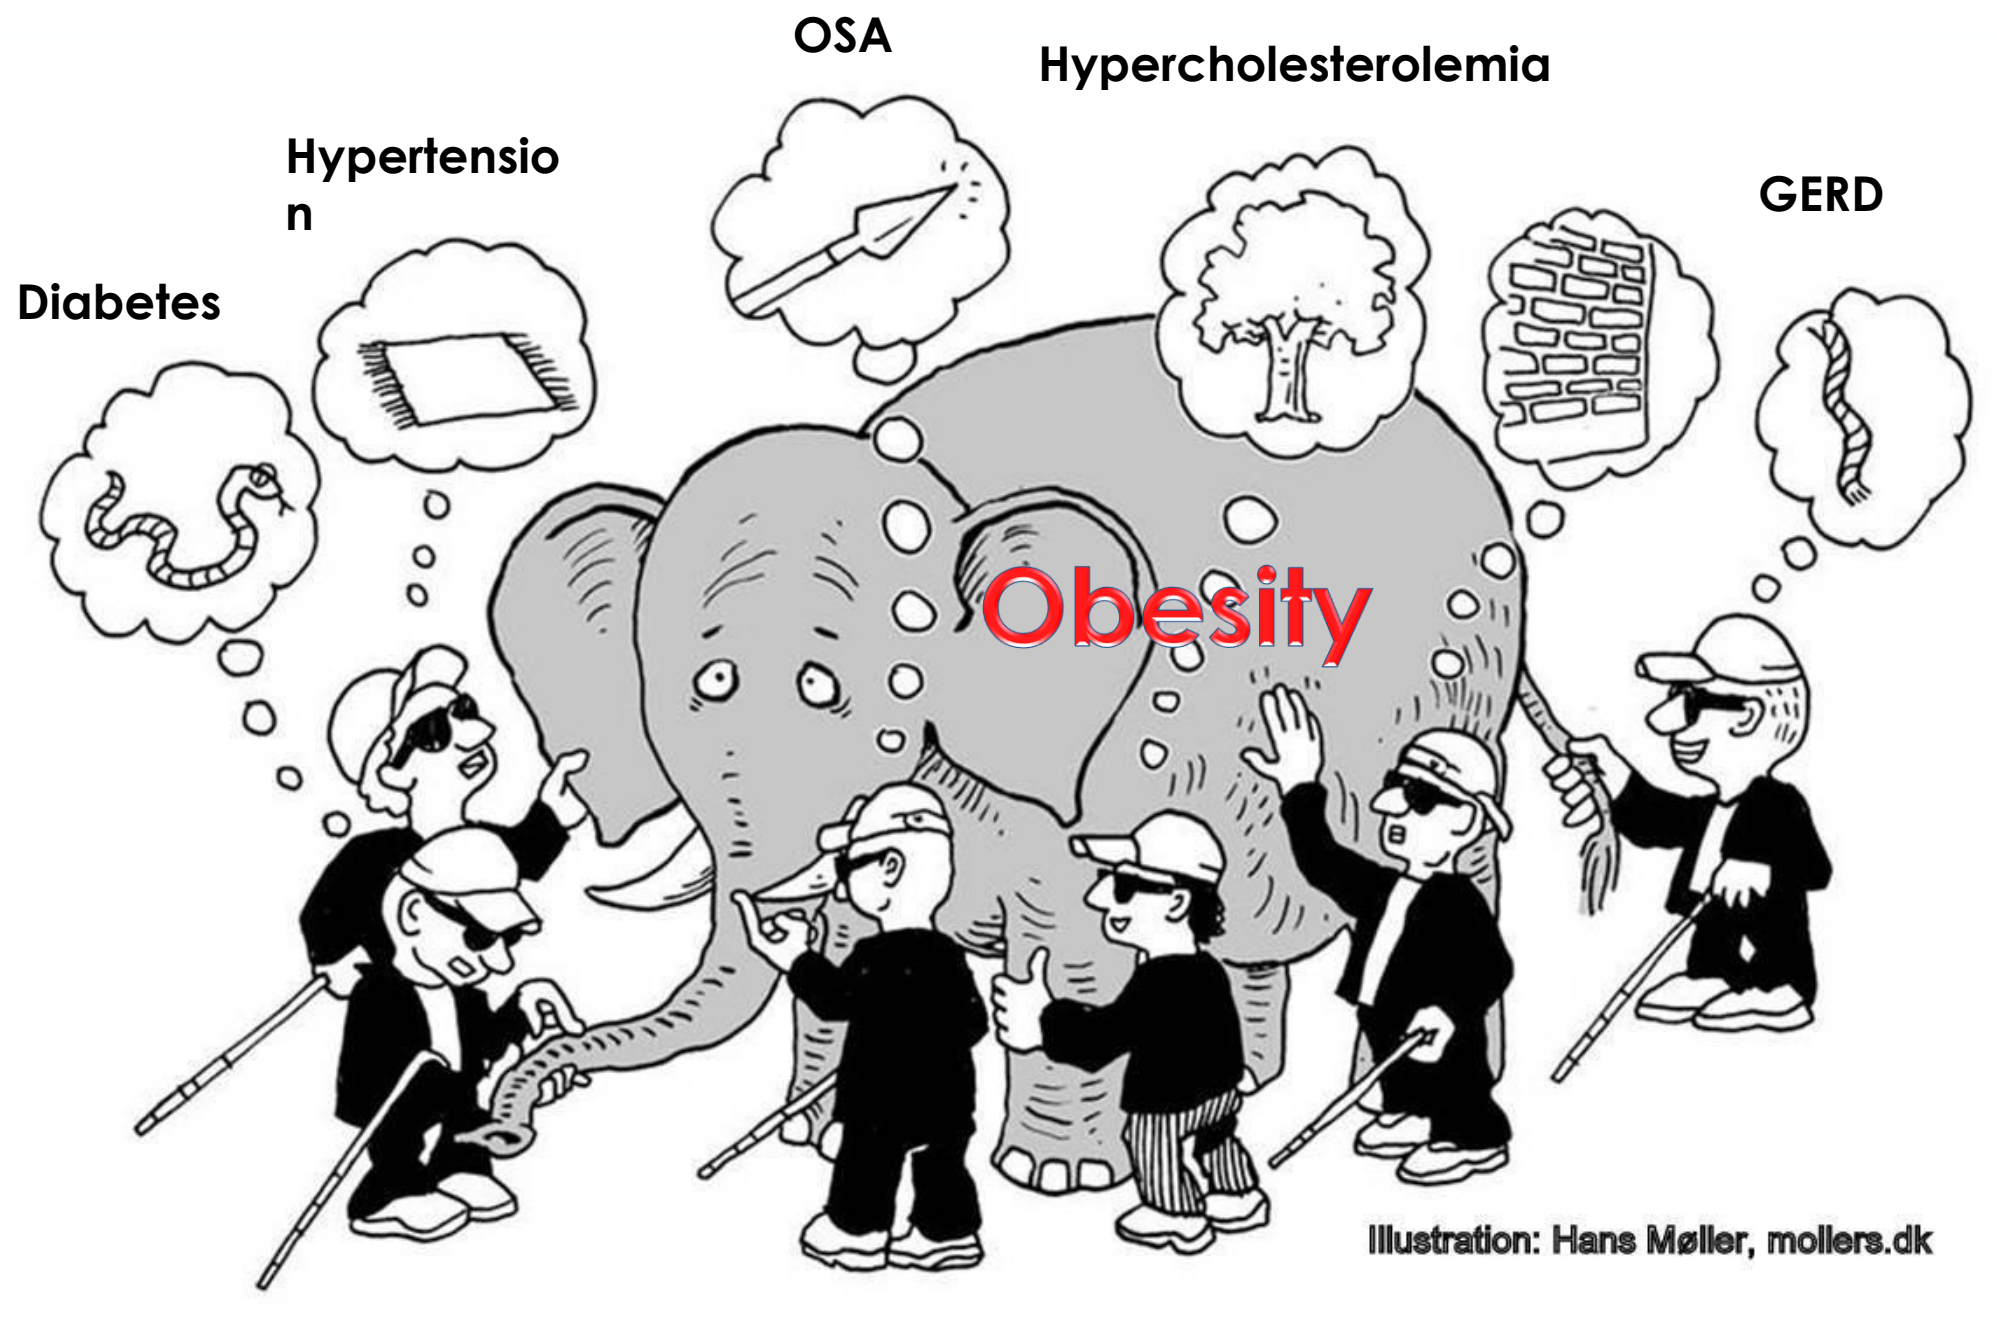 OSA
Hypercholesterolemia
Hypertensio
n
GERD
Diabetes
Obesity
Illustration: Hans Møller, mollers.dk